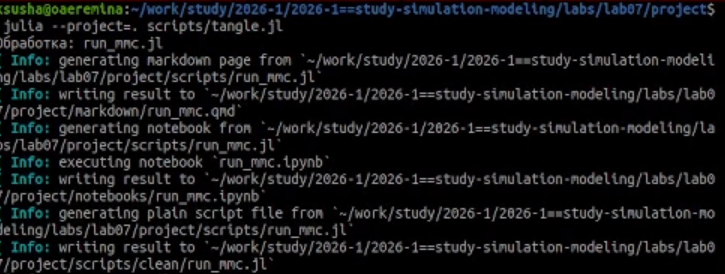 ksusha@oaeremina:~/work/study/2026-1/2026-1==study-simulation-modeling/labs/lab07/project$
julia --project=. scripts/tangle.jl
Обработка: run_mmc.jl
[ Info: generating markdown page from `~/work/study/2026-1/2026-1==study-simulation-modeli
ng/labs/lab07/project/scripts/run_mmc.jl`
[ Info: writing result to `~/work/study/2026-1/2026-1==study-simulation-modeling/labs/lab0
7/project/markdown/run_mmc.qmd`
[ Info: generating notebook from `~/work/study/2026-1/2026-1==study-simulation-modeling/la
bs/lab07/project/scripts/run_mmc.jl`
[ Info: executing notebook `run_mmc.ipynb`
[ Info: writing result to `~/work/study/2026-1/2026-1==study-simulation-modeling/labs/lab0
7/project/notebooks/run_mmc.ipynb`
[ Info: generating plain script file from `~/work/study/2026-1/2026-1==study-simulation-mo
deling/labs/lab07/project/scripts/run_mmc.jl`
[ Info: writing result to `~/work/study/2026-1/2026-1==study-simulation-modeling/labs/lab0
7/project/scripts/clean/run_mmc.jl`